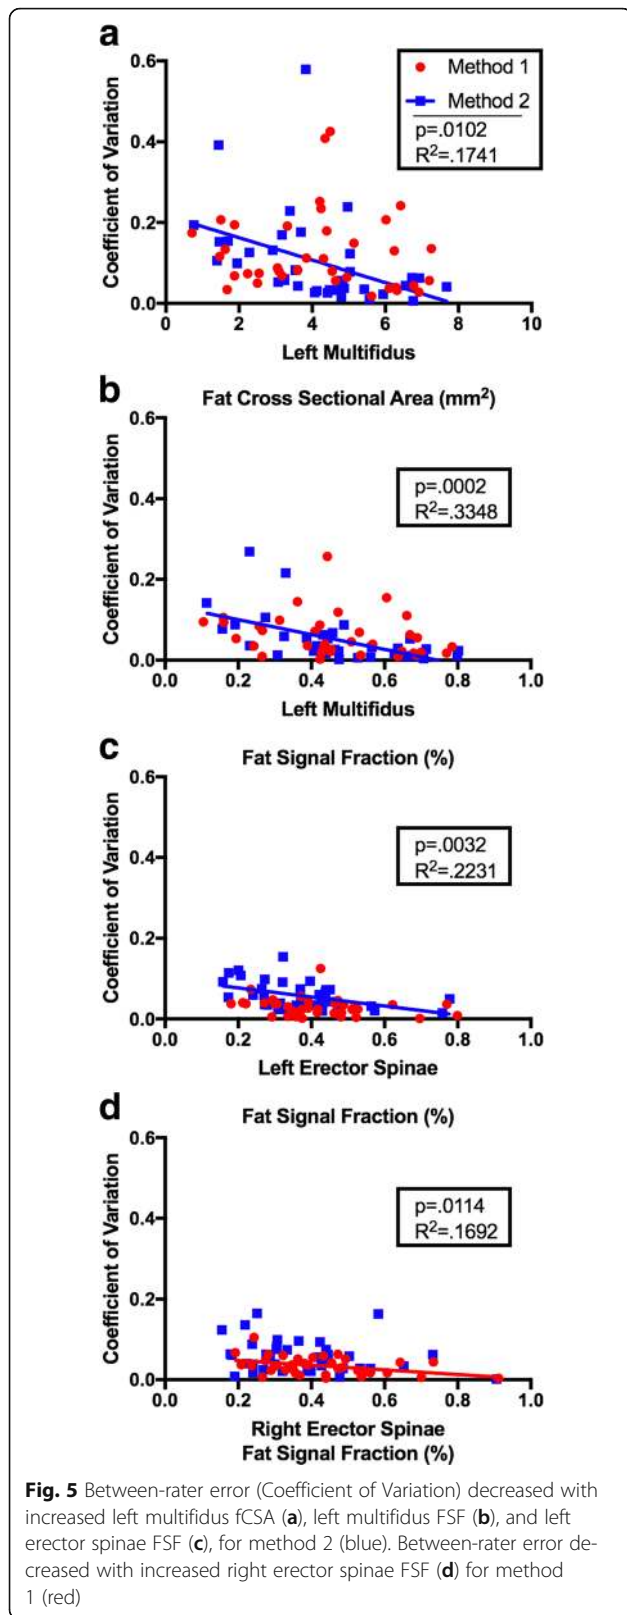 a
0.6
0.4
0.2
0.0
Coefficient of Variation
Method 1
Method 2
p=.0102
R²=.1741
0 2 4 6 8 10
Left Multifidus
Fat Cross Sectional Area (mm²)
b
0.6
0.4
0.2
0.0
Coefficient of Variation
p=.0002
R²=.3348
0.0 0.2 0.4 0.6 0.8 1.0
Left Multifidus
Fat Signal Fraction (%)
c
0.6
0.4
0.2
0.0
Coefficient of Variation
p=.0032
R²=.2231
0.0 0.2 0.4 0.6 0.8 1.0
Left Erector Spinae
Fat Signal Fraction (%)
d
0.6
0.4
0.2
0.0
Coefficient of Variation
p=.0114
R²=.1692
0.0 0.2 0.4 0.6 0.8 1.0
Right Erector Spinae
Fat Signal Fraction (%)
Fig. 5 Between-rater error (Coefficient of Variation) decreased with
increased left multifidus fCSA (a), left multifidus FSF (b), and left
erector spinae FSF (c), for method 2 (blue). Between-rater error de-
creased with increased right erector spinae FSF (d) for method
1 (red)